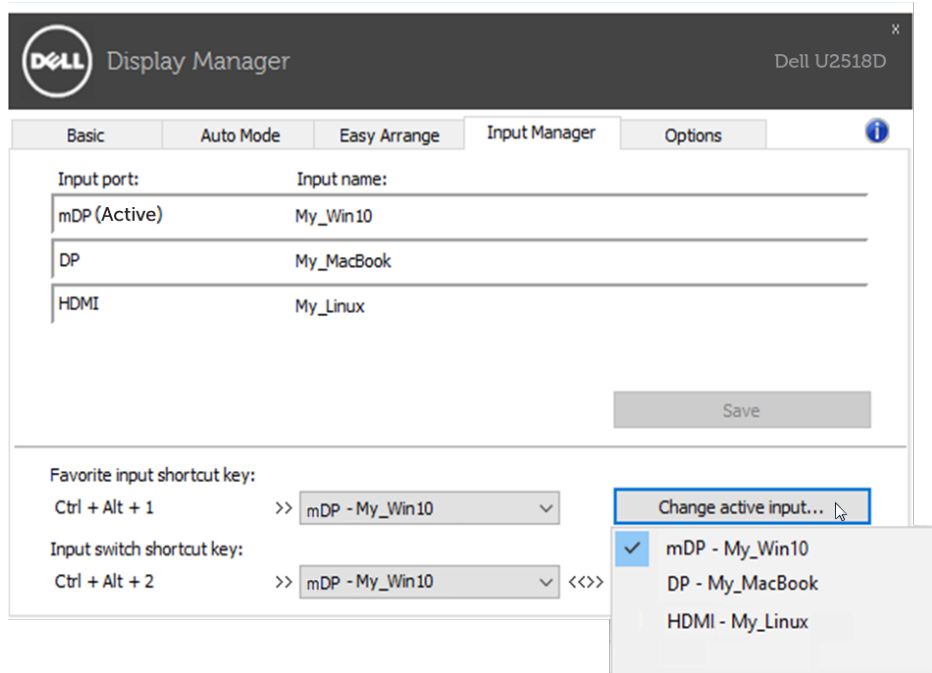 x
DELL Display Manager Dell U2518D
Basic Auto Mode Easy Arrange Input Manager Options
Input port: Input name:
mDP (Active) My_Win10
DP My_MacBook
HDMI My_Linux
Save
Favorite input shortcut key:
Ctrl + Alt + 1 >> mDP - My_Win10 Change active input...
Input switch shortcut key:
mDP - My_Win10
Ctrl + Alt + 2 >> mDP - My_Win10 <<>>
DP - My_MacBook
HDMI - My_Linux